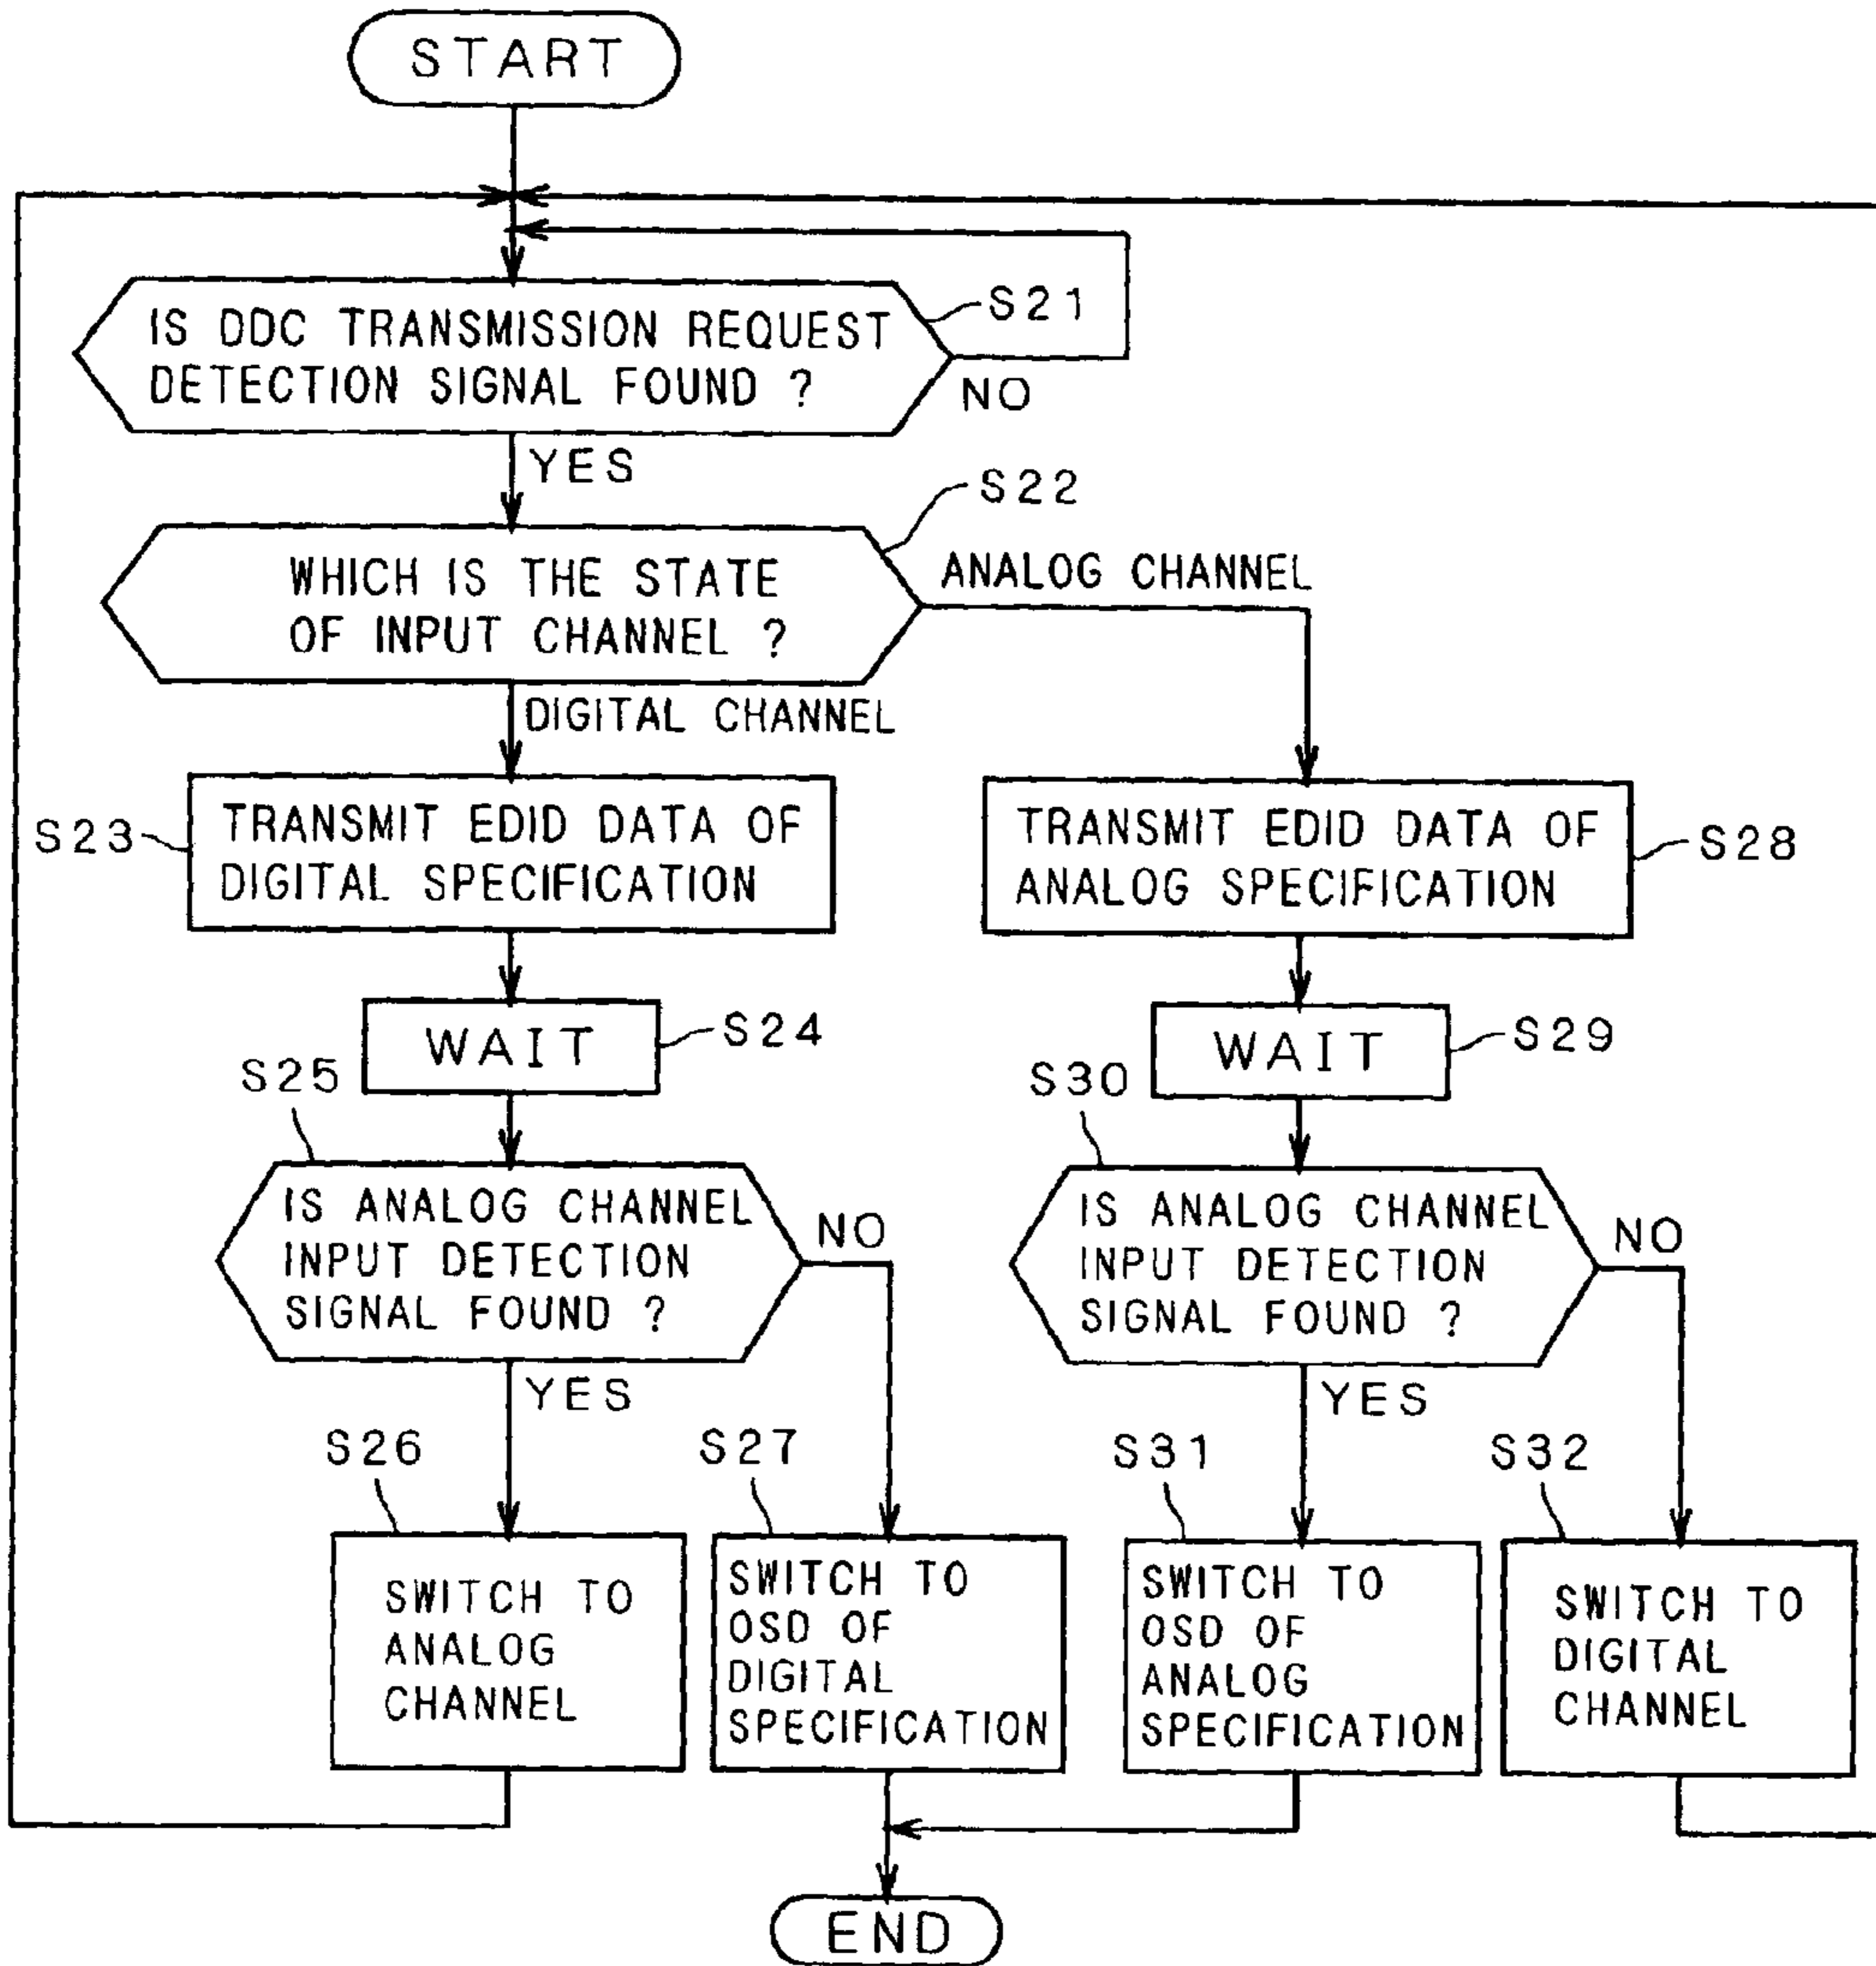 START
IS DDC TRANSMISSION REQUEST
DETECTION SIGNAL FOUND ?
S21
NO
YES
S22
WHICH IS THE STATE
OF INPUT CHANNEL ?
ANALOG CHANNEL
DIGITAL CHANNEL
S23
TRANSMIT EDID DATA OF
DIGITAL SPECIFICATION
TRANSMIT EDID DATA OF
ANALOG SPECIFICATION
S28
WAIT
S24
WAIT
S29
S25
IS ANALOG CHANNEL
INPUT DETECTION
SIGNAL FOUND ?
NO
YES
S30
IS ANALOG CHANNEL
INPUT DETECTION
SIGNAL FOUND ?
NO
YES
S26
SWITCH TO
ANALOG
CHANNEL
S27
SWITCH TO
OSD OF
DIGITAL
SPECIFICATION
S31
SWITCH TO
OSD OF
ANALOG
SPECIFICATION
S32
SWITCH TO
DIGITAL
CHANNEL
END